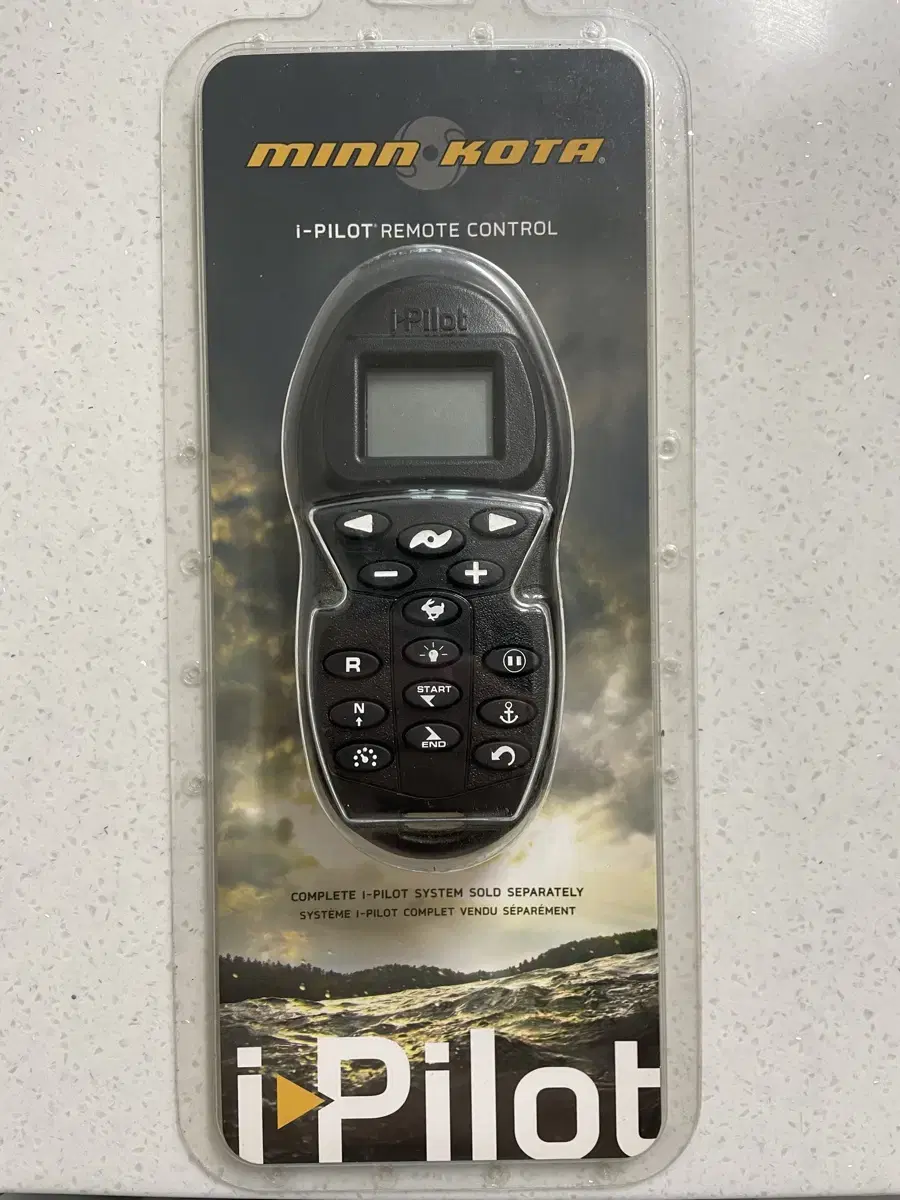 MINN KOTA®
i-PILOT® REMOTE CONTROL
i-Pilot
R
START
N
END
COMPLETE i-PILOT SYSTEM SOLD SEPARATELY
SYSTÈME i-PILOT COMPLET VENDU SÉPARÉMENT
i-Pilot